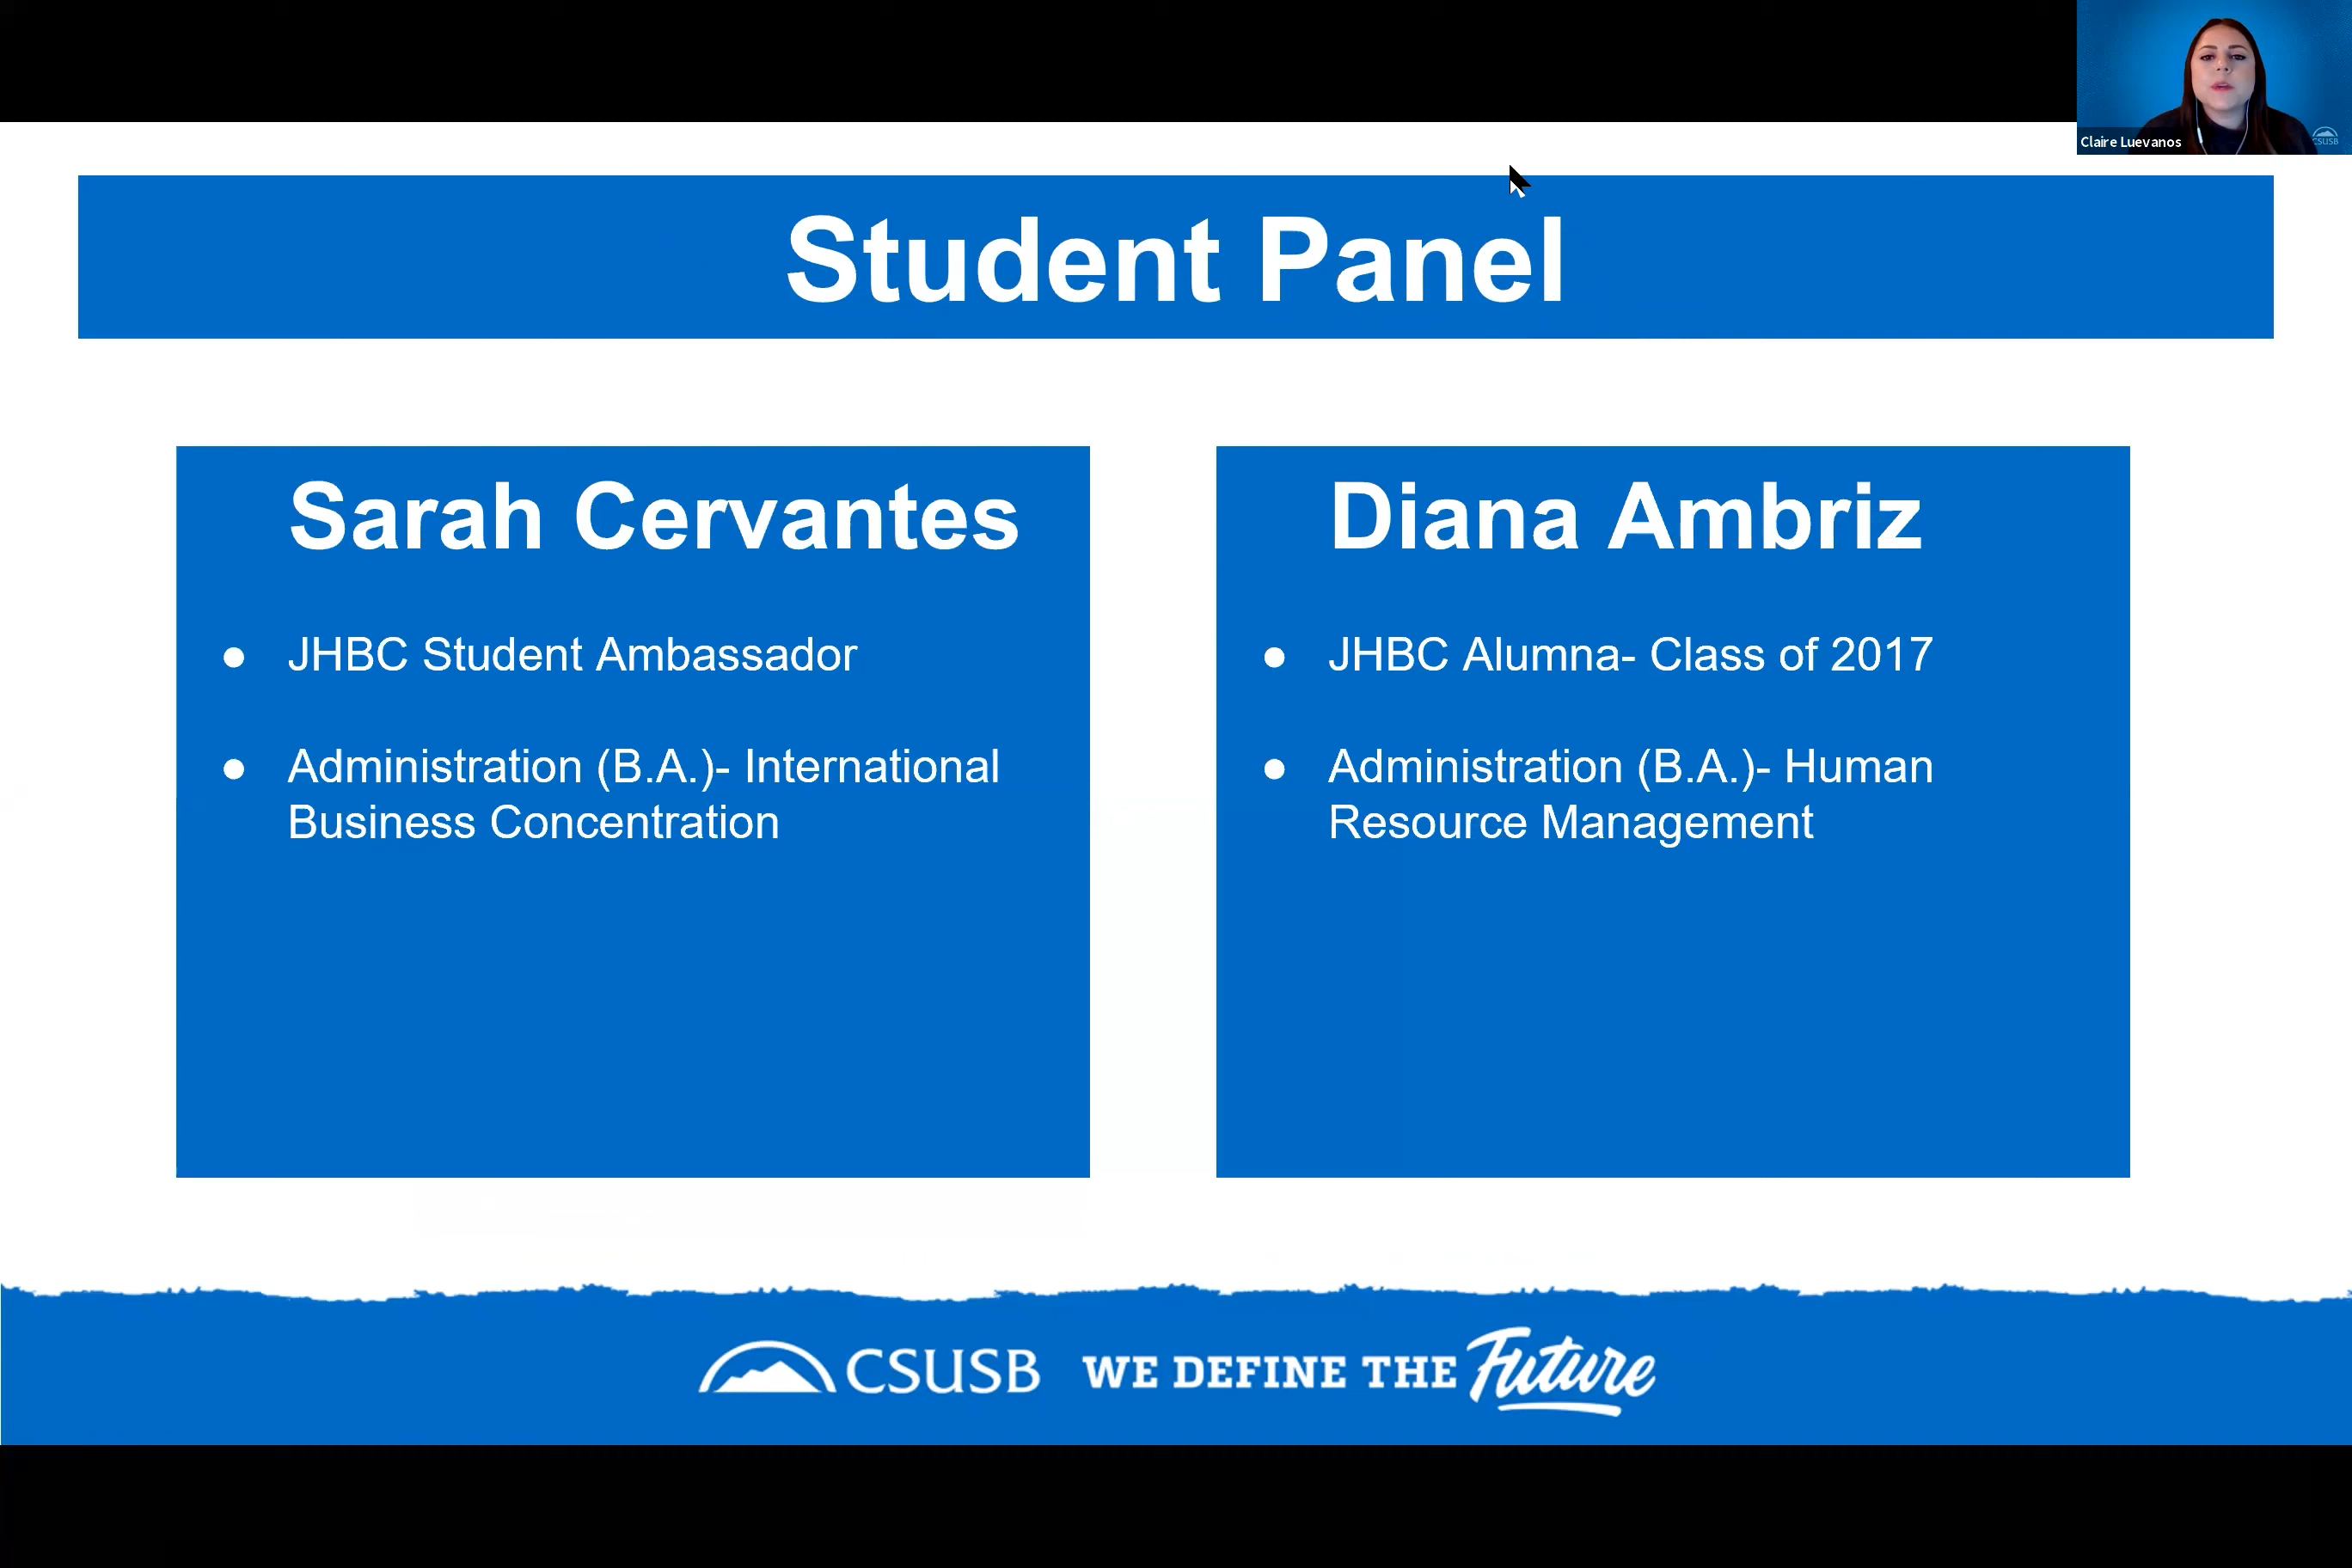 Claire Luevanos
CSUSB
Student Panel
Sarah Cervantes
● JHBC Student Ambassador
● Administration (B.A.)- International
Business Concentration
Diana Ambriz
● JHBC Alumna- Class of 2017
● Administration (B.A.)- Human
Resource Management
CSUSB WE DEFINE THE Future